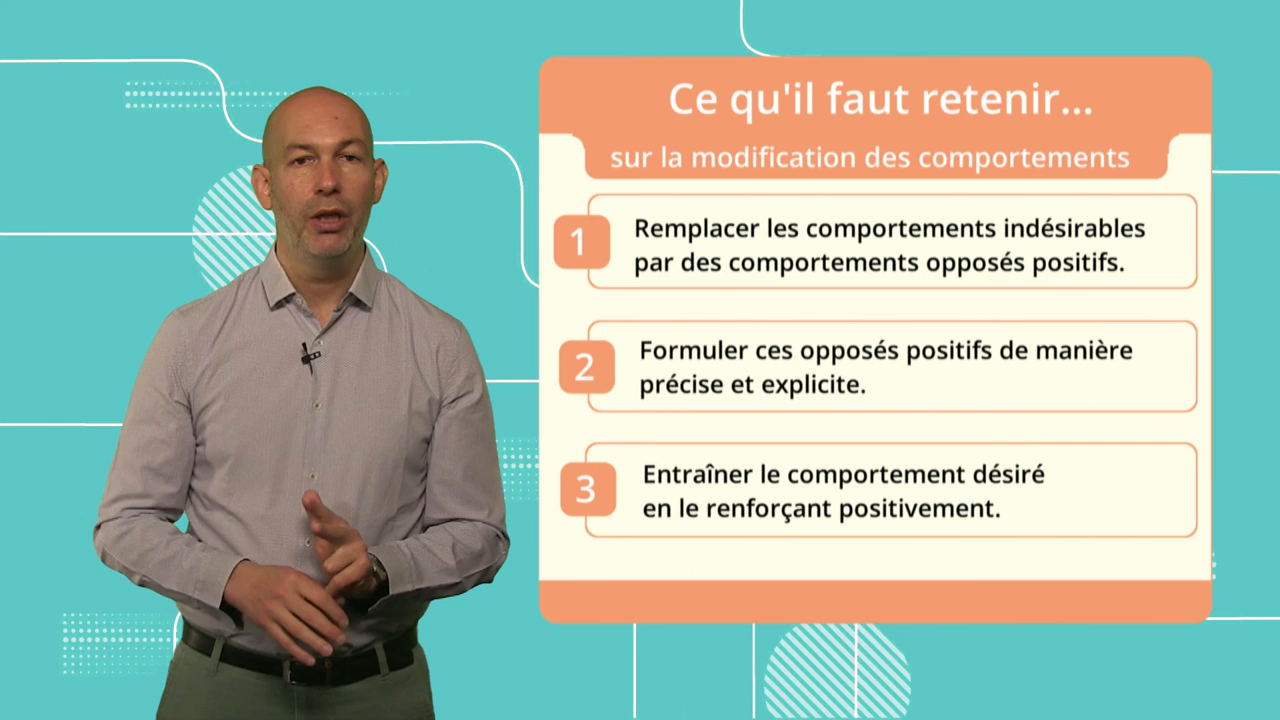 Ce qu'il faut retenir...
sur la modification des comportements
1
Remplacer les comportements indésirables
par des comportements opposés positifs.
2
Formuler ces opposés positifs de manière
précise et explicite.
3
Entraîner le comportement désiré
en le renforçant positivement.